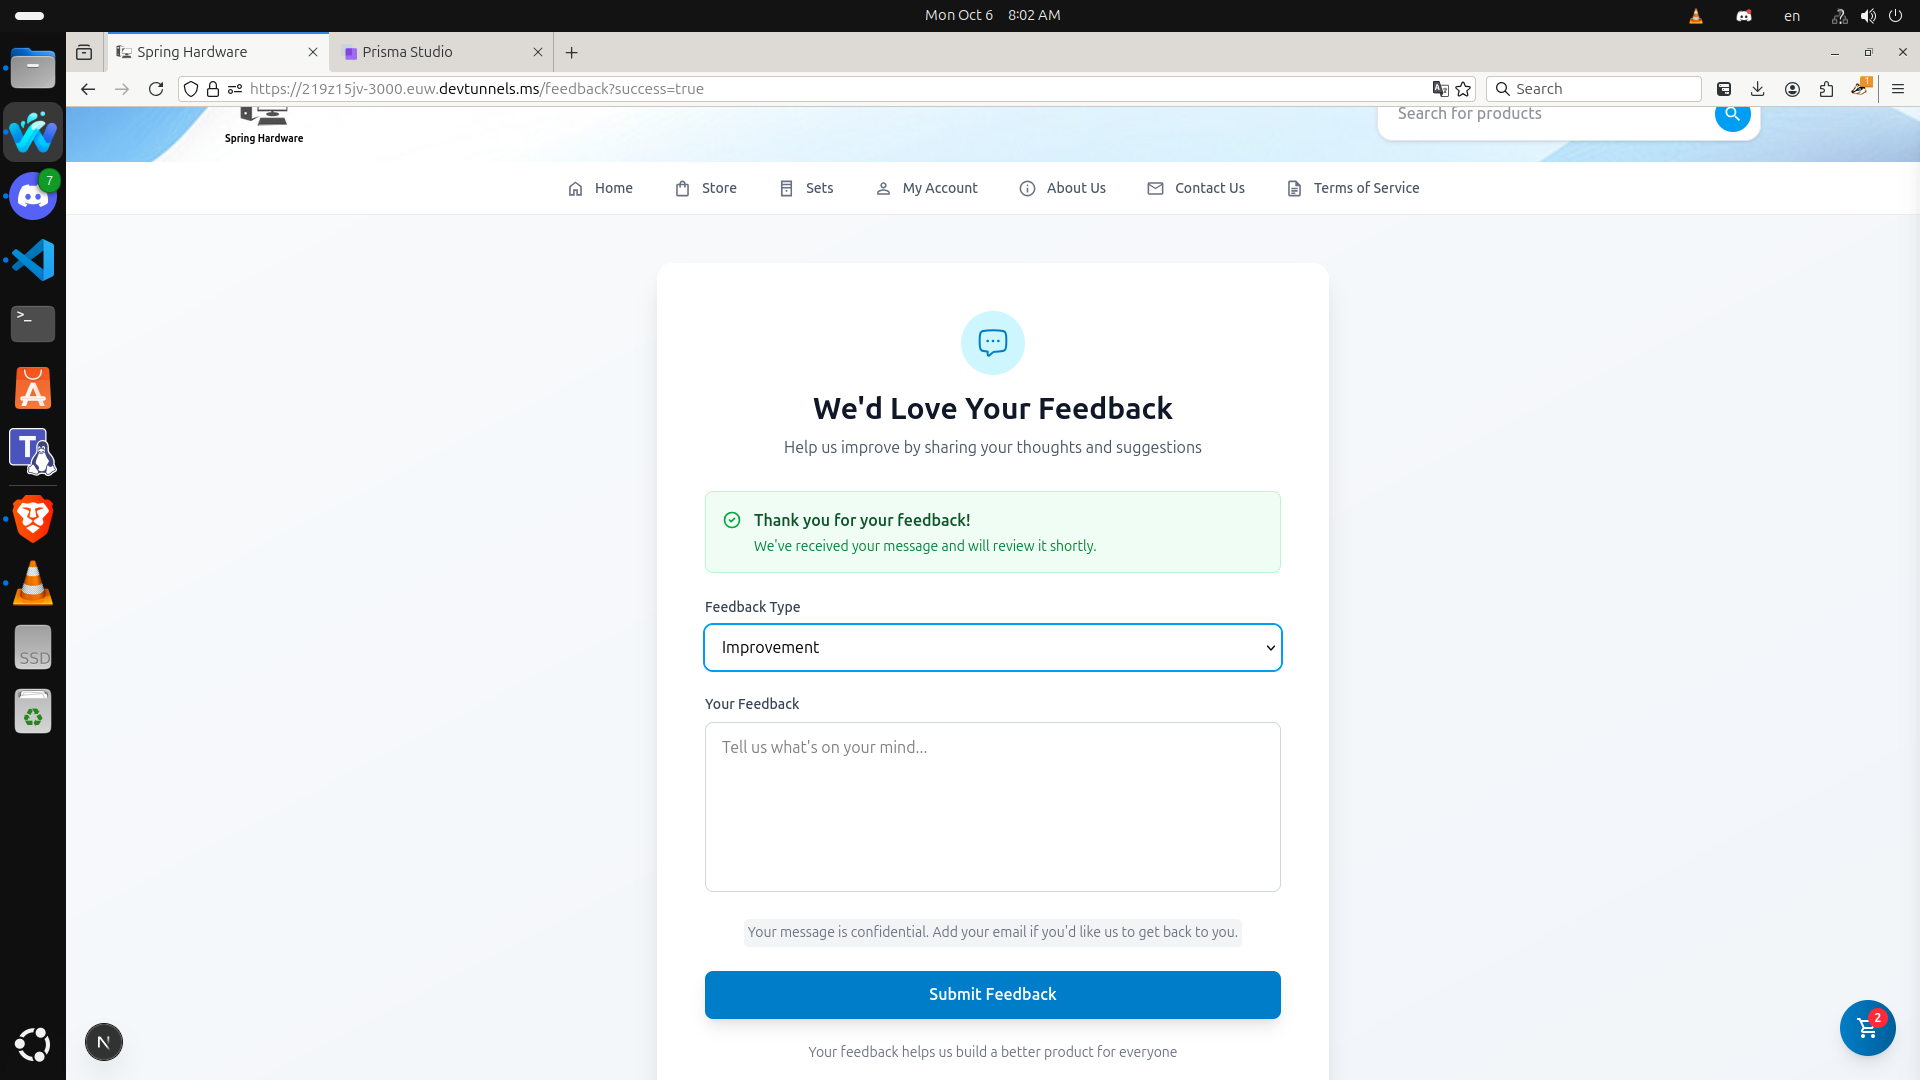 Mon Oct 6 8:02 AM
en
Spring Hardware
Prisma Studio
https://219z15jv-3000.euw.devtunnels.ms/feedback?success=true
Search
1
Spring Hardware
Search for products
Home
Store
Sets
My Account
About Us
Contact Us
Terms of Service
7
>_
A
T
SSD
We'd Love Your Feedback
Help us improve by sharing your thoughts and suggestions
Thank you for your feedback!
We've received your message and will review it shortly.
Feedback Type
Improvement
Your Feedback
Tell us what's on your mind...
Your message is confidential. Add your email if you'd like us to get back to you.
Submit Feedback
Your feedback helps us build a better product for everyone
N
2